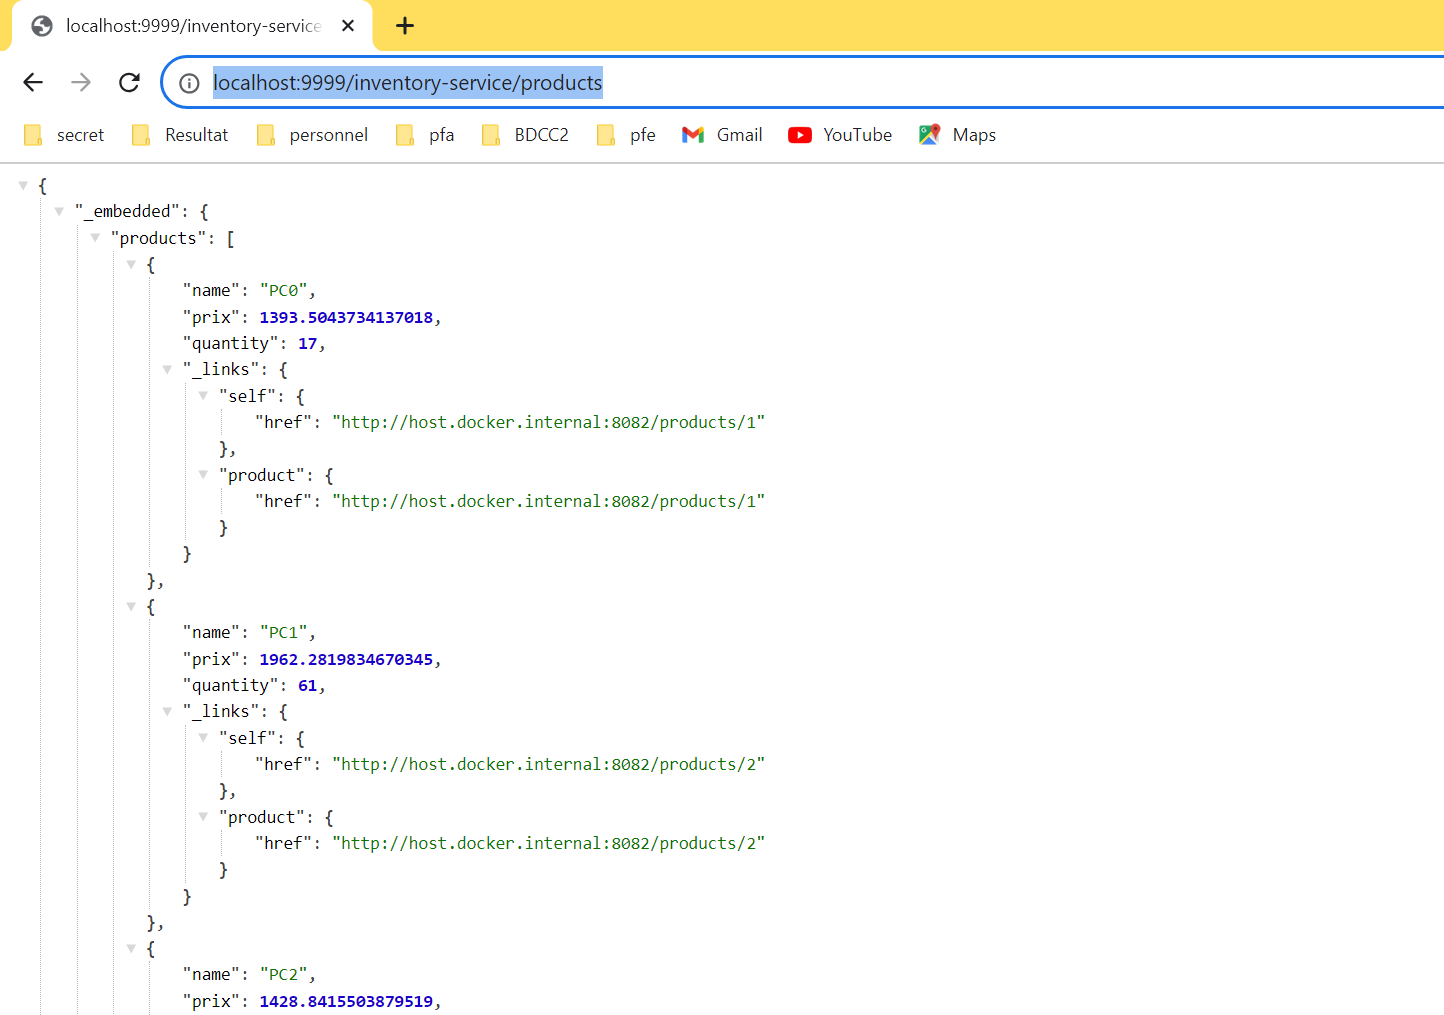 localhost:9999/inventory-service
localhost:9999/inventory-service/products
secret Resultat personnel pfa BDCC2 pfe Gmail YouTube Maps
{
"_embedded": {
"products": [
{
"name": "PC0",
"prix": 1393.5043734137018,
"quantity": 17,
"_links": {
"self": {
"href": "http://host.docker.internal:8082/products/1"
},
"product": {
"href": "http://host.docker.internal:8082/products/1"
}
}
},
{
"name": "PC1",
"prix": 1962.2819834670345,
"quantity": 61,
"_links": {
"self": {
"href": "http://host.docker.internal:8082/products/2"
},
"product": {
"href": "http://host.docker.internal:8082/products/2"
}
}
},
{
"name": "PC2",
"prix": 1428.8415503879519,